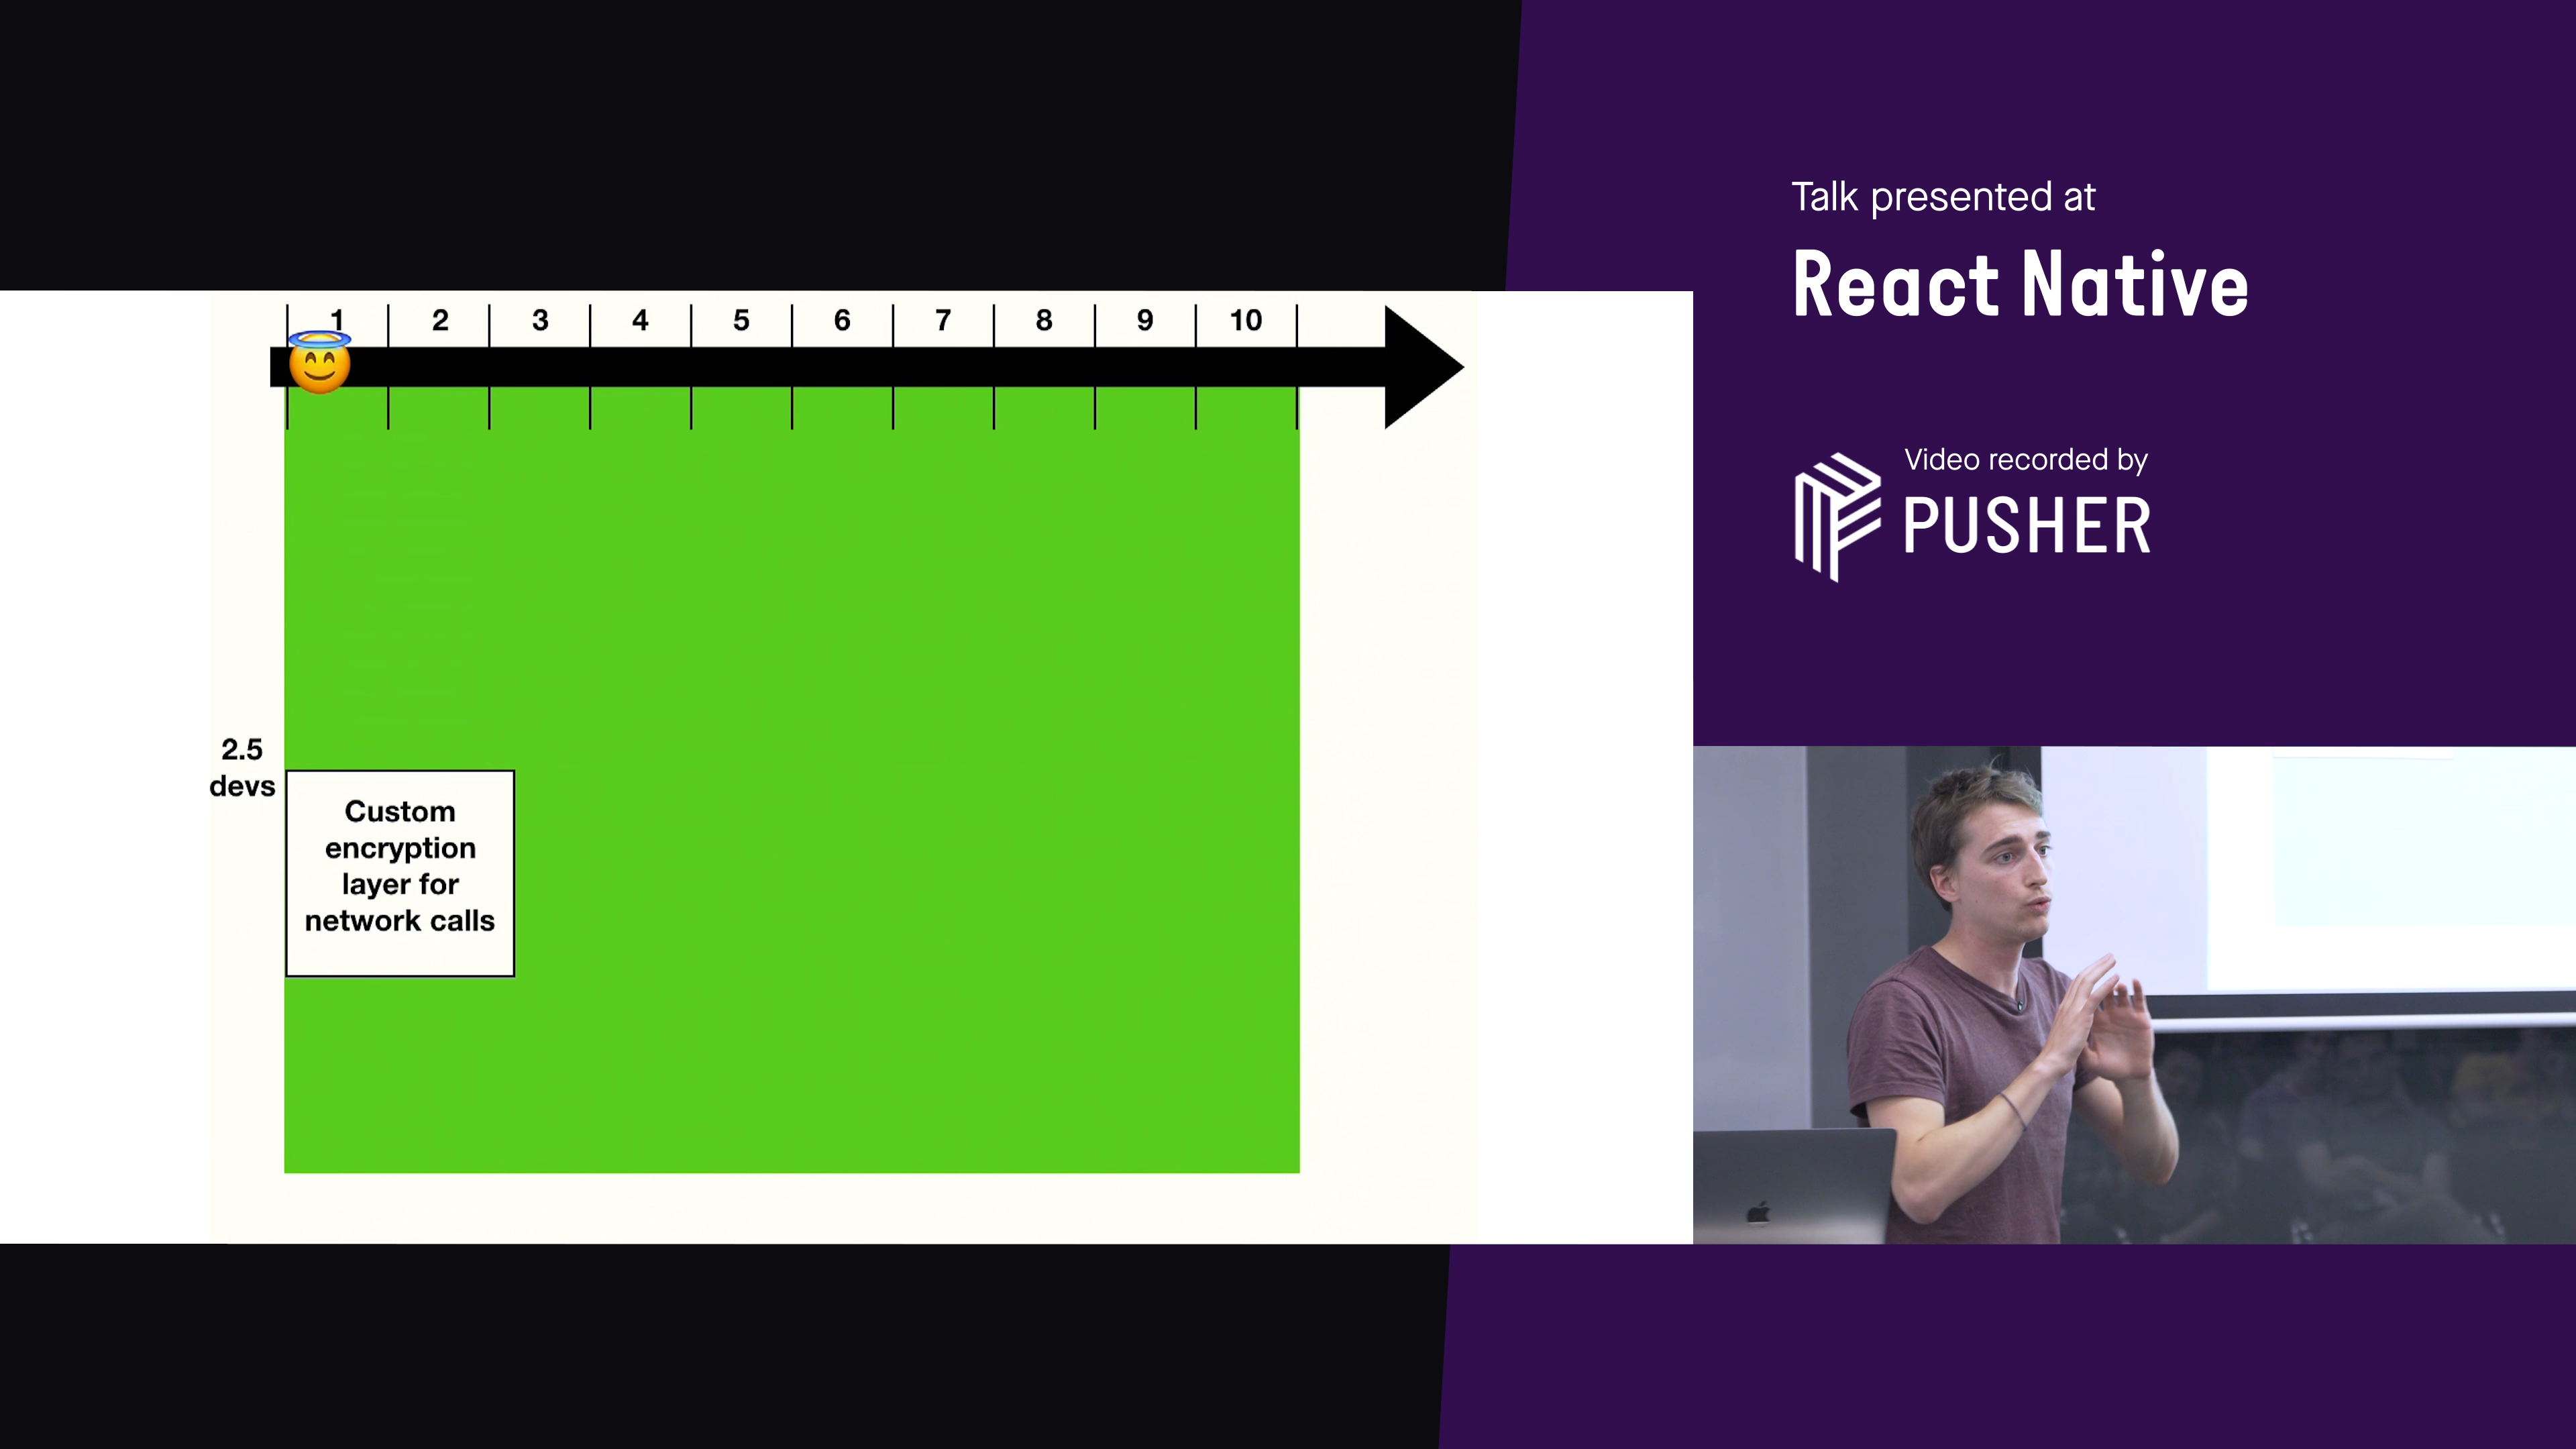 1 2 3 4 5 6 7 8 9 10
2.5
devs
Custom
encryption
layer for
network calls
Talk presented at
React Native
Video recorded by
PUSHER